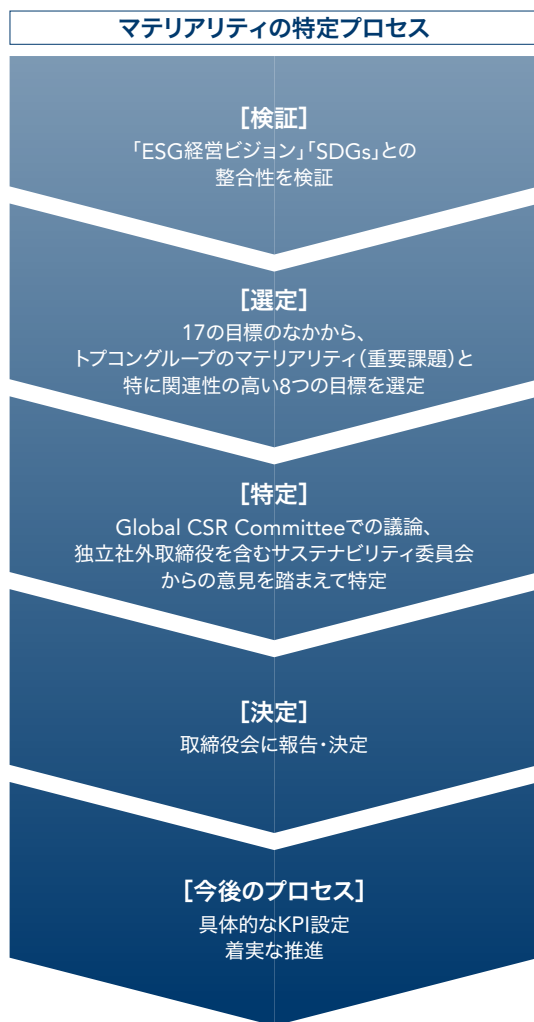 マテリアリティの特定プロセス
［検証］
「ESG経営ビジョン」「SDGs」との
整合性を検証
［選定］
17の目標のなかから、
トプコングループのマテリアリティ（重要課題）と
特に関連性の高い8つの目標を選定
［特定］
Global CSR Committeeでの議論、
独立社外取締役を含むサステナビリティ委員会
からの意見を踏まえて特定
［決定］
取締役会に報告・決定
［今後のプロセス］
具体的なKPI設定
着実な推進